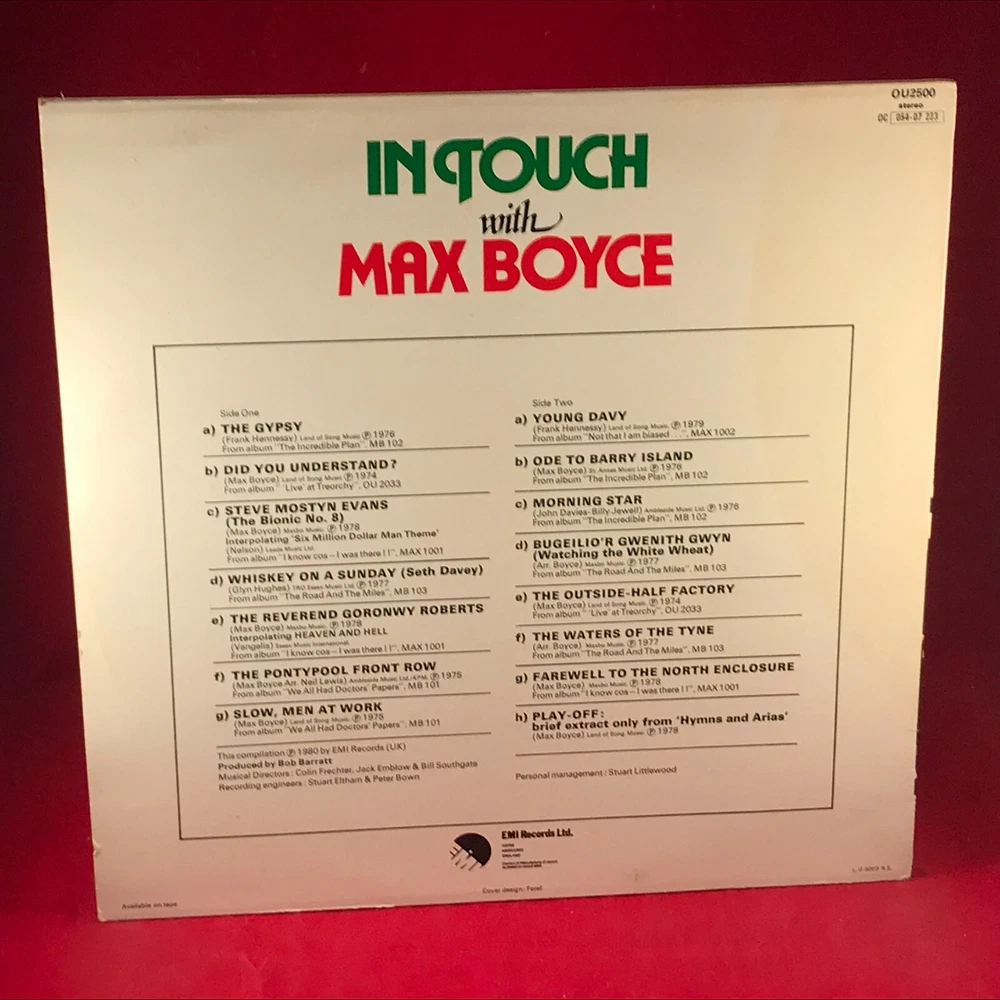 OU2500
stereo
OC 054-07 223
IN TOUCH
with
MAX BOYCE
Side One
a) THE GYPSY
(Frank Hennessy) Land of Song Music Ⓟ 1976
From album "The Incredible Plan", MB 102
b) DID YOU UNDERSTAND?
(Max Boyce) Land of Song Music Ⓟ 1974
From album "'Live' at Treorchy", OU 2033
c) STEVE MOSTYN EVANS
(The Bionic No. 8)
(Max Boyce) Maxbo Music. Ⓟ 1978
Interpolating 'Six Million Dollar Man Theme'
(Nelson) Leeds Music Ltd.
From album "I know cos – I was there !!", MAX 1001
d) WHISKEY ON A SUNDAY (Seth Davey)
(Glyn Hughes) TRO Essex Music Ltd Ⓟ 1977
From album "The Road And The Miles", MB 103
e) THE REVEREND GORONWY ROBERTS
(Max Boyce) Maxbo Music. Ⓟ 1978
Interpolating HEAVEN AND HELL
(Vangelis) Essex Music International.
From album "I know cos – I was there !!", MAX 1001
f) THE PONTYPOOL FRONT ROW
(Max Boyce Arr. Neil Lewis) Ambleside Music Ltd./KPM. Ⓟ 1975
From album "We All Had Doctors' Papers", MB 101
g) SLOW, MEN AT WORK
(Max Boyce) Land of Song Music. Ⓟ 1975
From album "We All Had Doctors' Papers", MB 101
This compilation Ⓟ 1980 by EMI Records (UK)
Produced by Bob Barratt
Musical Directors : Colin Frechter, Jack Emblow & Bill Southgate
Recording engineers : Stuart Eltham & Peter Bown
Side Two
a) YOUNG DAVY
(Frank Hennessy) Land of Song Music. Ⓟ 1979
From album "Not that I am biased . . .", MAX 1002
b) ODE TO BARRY ISLAND
(Max Boyce) St. Annes Music Ltd. Ⓟ 1976
From album "The Incredible Plan", MB 102
c) MORNING STAR
(John Davies-Billy Jewell) Ambleside Music Ltd. Ⓟ 1976
From album "The Incredible Plan", MB 102
d) BUGEILIO'R GWENITH GWYN
(Watching the White Wheat)
(Arr. Boyce) Maxbo Music Ⓟ 1977
From album "The Road And The Miles", MB 103
e) THE OUTSIDE-HALF FACTORY
(Max Boyce) Land of Song Music. Ⓟ 1974
From album "'Live' at Treorchy", OU 2033
f) THE WATERS OF THE TYNE
(Arr. Boyce) Maxbo Music. Ⓟ 1977
From album "The Road And The Miles", MB 103
g) FAREWELL TO THE NORTH ENCLOSURE
(Max Boyce) Maxbo Music. Ⓟ 1978
From album "I know cos – I was there !!", MAX 1001
h) PLAY-OFF:
brief extract only from 'Hymns and Arias'
(Max Boyce) Land of Song Music. Ⓟ 1978
Personal management : Stuart Littlewood
EMI
EMI Records Ltd.
HAYES
MIDDLESEX
ENGLAND
Cover design : Peter
Available on tape